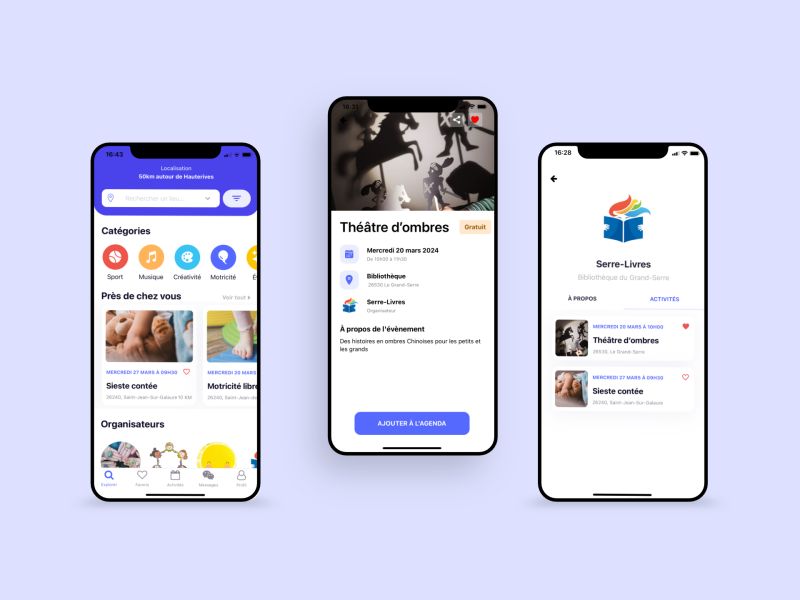 16:43
Localisation
50km autour de Hauterives
Rechercher un lieu...
Catégories
Sport
Musique
Créativité
Motricité
Près de chez vous
Voir tout
MERCREDI 27 MARS À 09H30
Sieste contée
26240, Saint-Jean-Sur-Galaure 10 KM
MERCREDI 20
Motricité libre
26240, Saint-Jean
Organisateurs
Explorer
Favoris
Activités
Messages
Profil
16:31
Théâtre d'ombres
Gratuit
Mercredi 20 mars 2024
De 10h00 à 11h30
Bibliothèque
26530 Le Grand-Serre
Serre-Livres
Organisateur
À propos de l'évènement
Des histoires en ombres Chinoises pour les petits et
les grands
AJOUTER À L'AGENDA
16:28
Serre-Livres
Bibliothèque du Grand-Serre
À PROPOS
ACTIVITÉS
MERCREDI 20 MARS À 10H00
Théâtre d'ombres
26530, Le Grand-Serre
MERCREDI 27 MARS À 09H30
Sieste contée
26240, Saint-Jean-Sur-Galaure